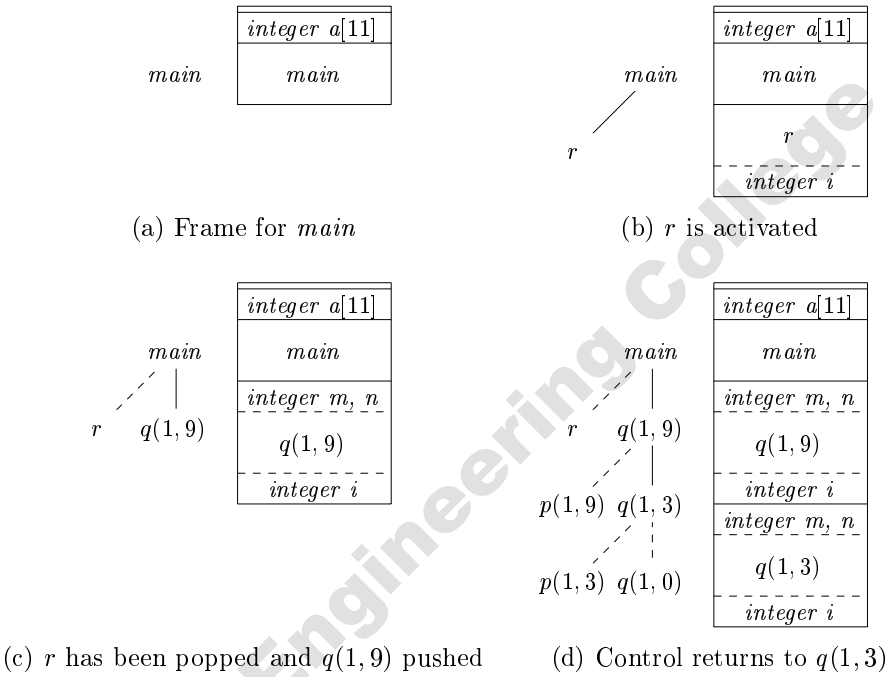 integer a[11]
main
main
(a) Frame for main
integer a[11]
main
main
r
r
integer i
(b) r is activated
integer a[11]
main
main
integer m, n
r
q(1, 9)
q(1, 9)
integer i
(c) r has been popped and q(1, 9) pushed
integer a[11]
main
main
integer m, n
r
q(1, 9)
q(1, 9)
integer i
p(1, 9)
q(1, 3)
integer m, n
q(1, 3)
p(1, 3)
q(1, 0)
integer i
(d) Control returns to q(1, 3)
Engineering College